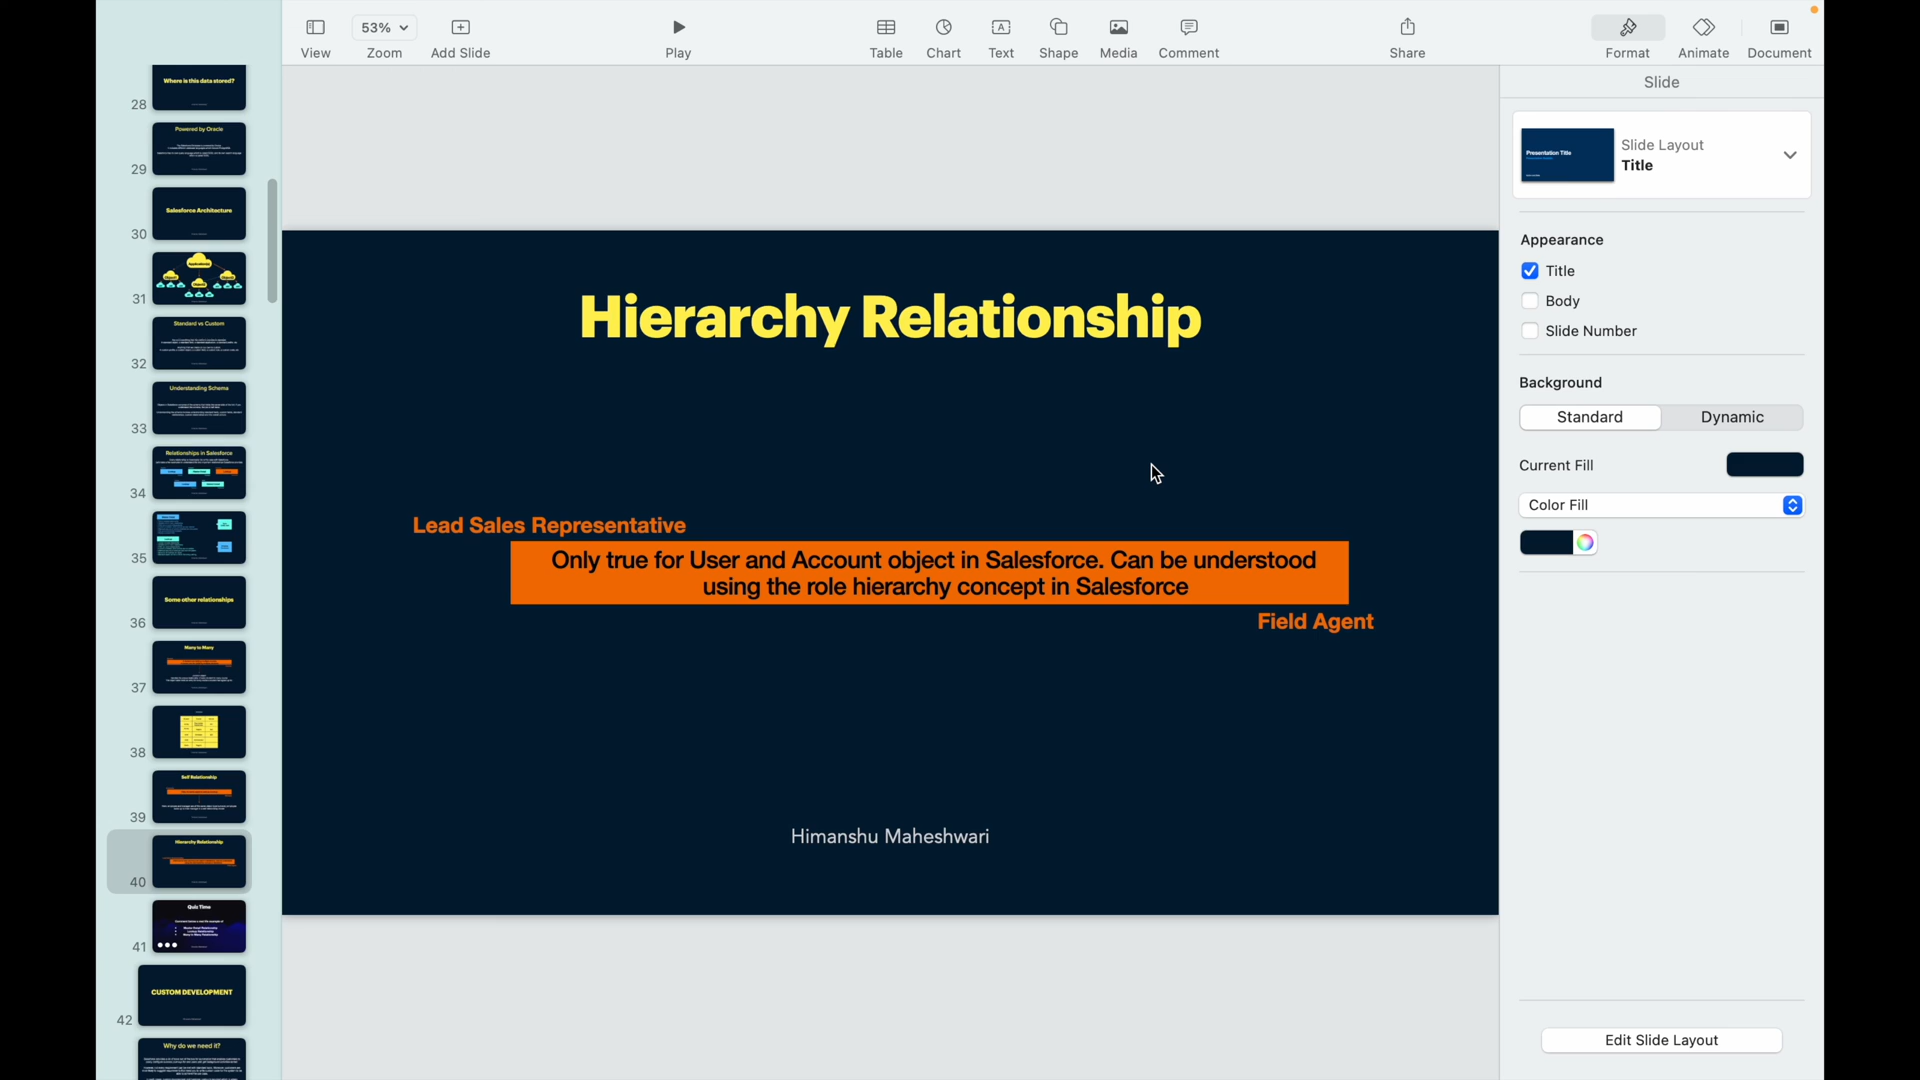 View
53%
Zoom
Add Slide
Play
Table
Chart
Text
Shape
Media
Comment
Share
Format
Animate
Document
Where is this data stored?
28
Powered by Oracle
29
Salesforce Architecture
30
31
Standard vs Custom
32
Understanding Schema
33
Relationships in Salesforce
34
35
Some other relationships
36
Many to Many
37
38
Self Relationship
39
Hierarchy Relationship
40
Quiz Time
41
CUSTOM DEVELOPMENT
42
Why do we need it?
Hierarchy Relationship
Lead Sales Representative
Only true for User and Account object in Salesforce. Can be understood
using the role hierarchy concept in Salesforce
Field Agent
Himanshu Maheshwari
Slide
Presentation Title
Slide Layout
Title
Appearance
Title
Body
Slide Number
Background
Standard
Dynamic
Current Fill
Color Fill
Edit Slide Layout